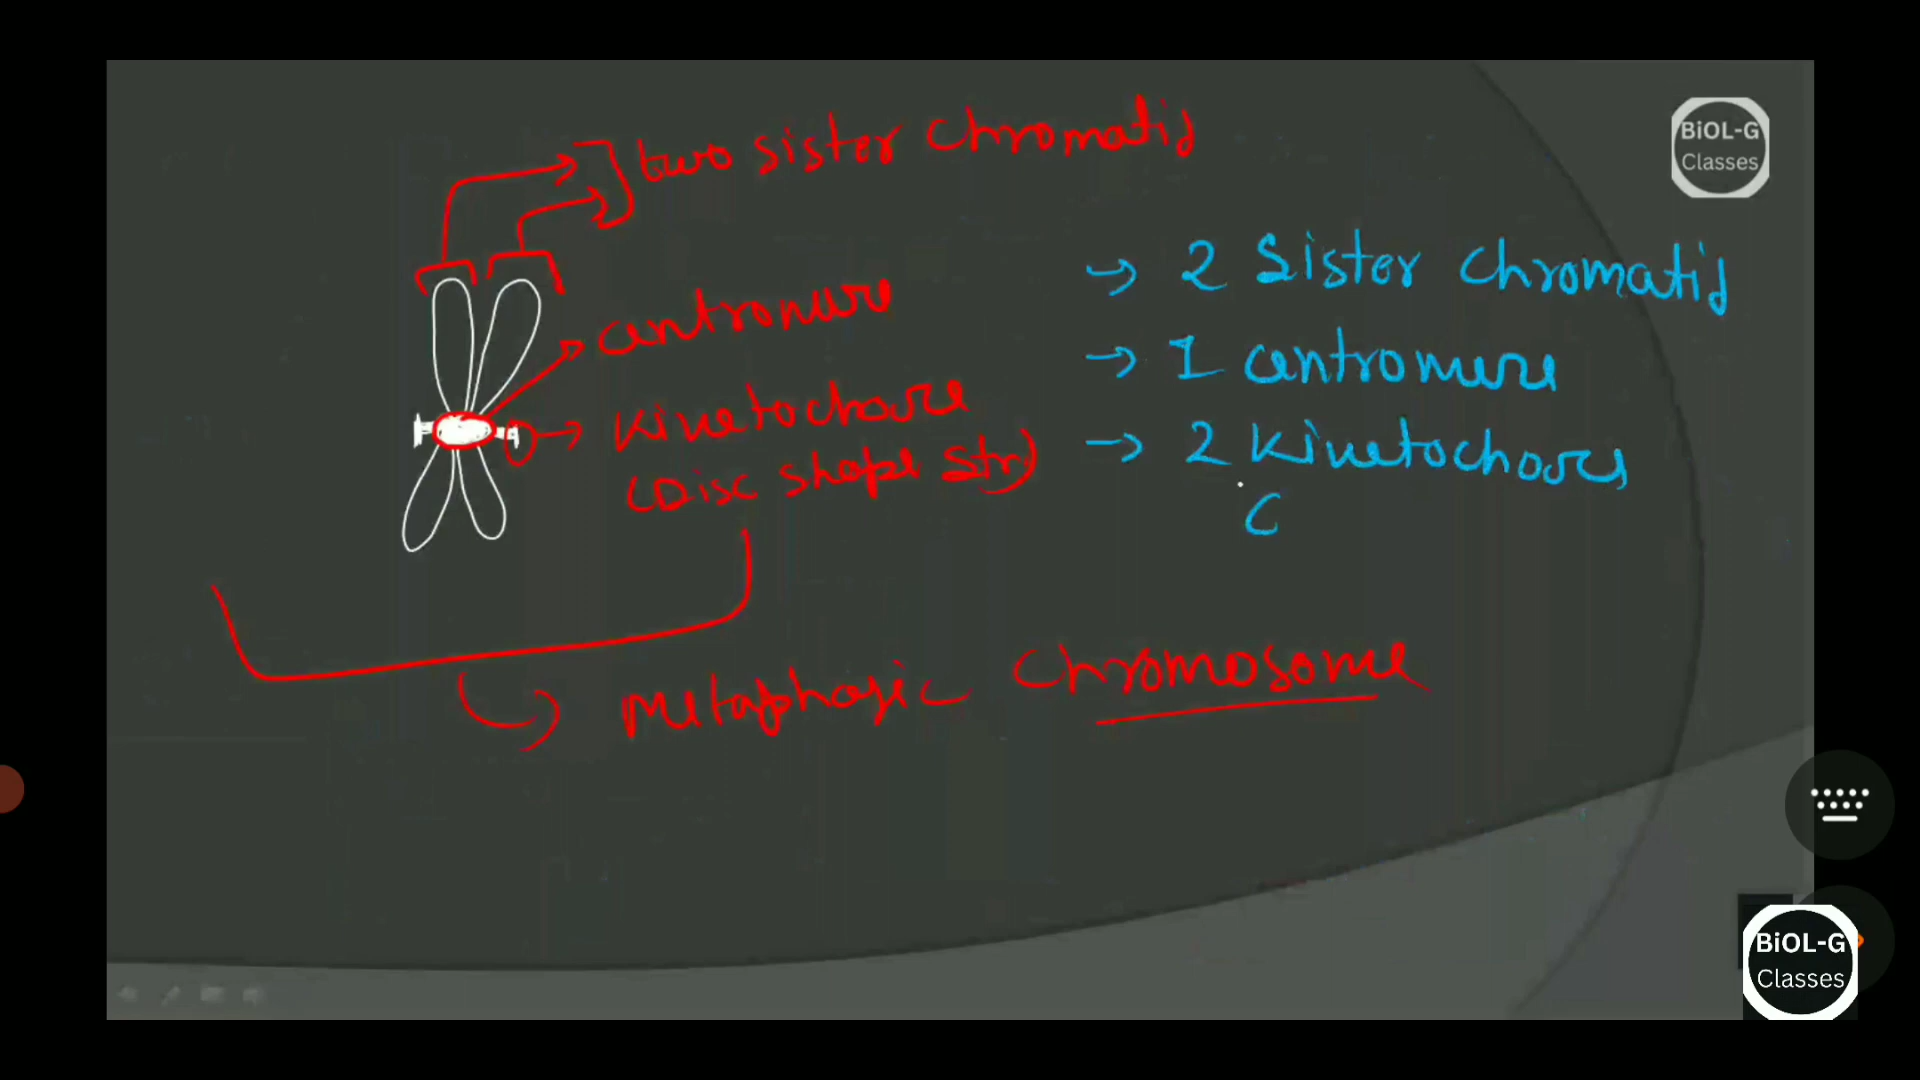 two sister chromatid
BiOL-G
Classes
→ 2 Sister chromatid
centromere
→ 1 centromere
Kinetochore
→ 2 Kinetochores
(Disc shape str)
C
Metaphasic Chromosome
BiOL-G
Classes